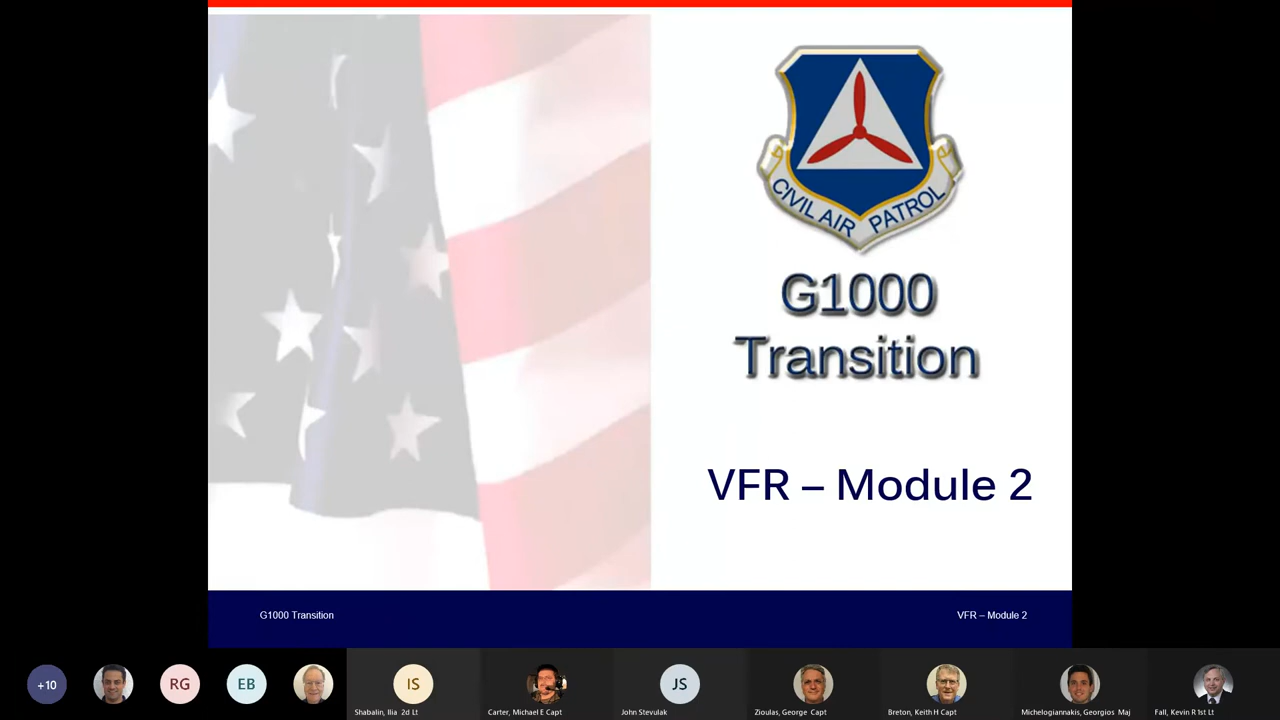 CIVIL AIR PATROL
G1000
Transition
VFR – Module 2
G1000 Transition
VFR – Module 2
+10
RG
EB
IS
JS
Shabalin, Ilia 2d Lt
Carter, Michael E Capt
John Stevulak
Zioulas, George Capt
Breton, Keith H Capt
Michelogiannakis, Georgios Maj
Fall, Kevin R 1st Lt